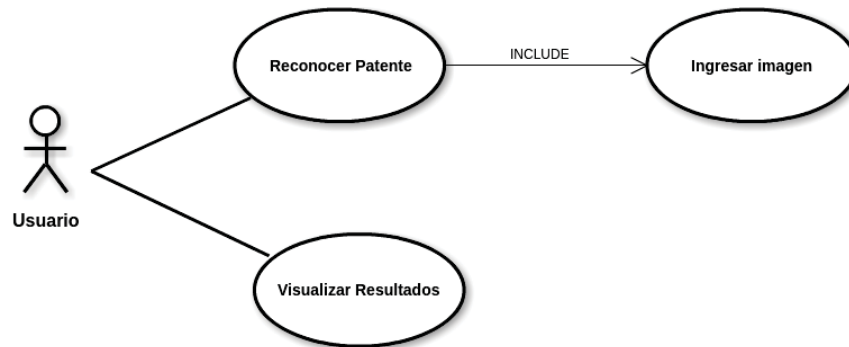 INCLUDE
Reconocer Patente
Ingresar imagen
Usuario
Visualizar Resultados